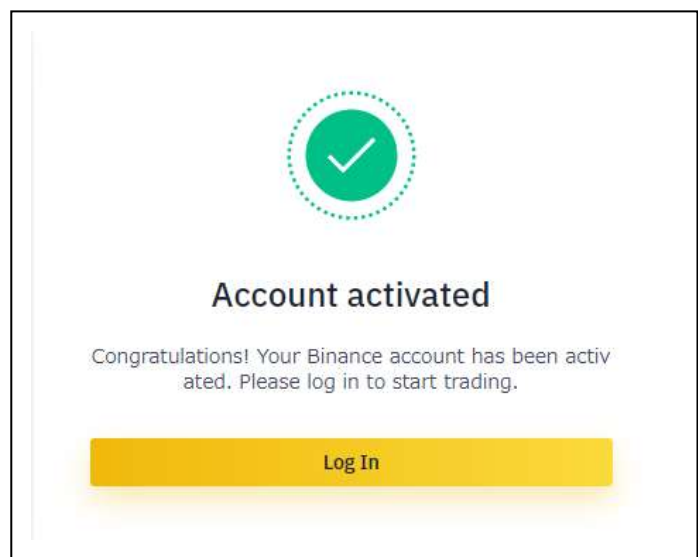 Account activated
Congratulations! Your Binance account has been activ
ated. Please log in to start trading.
Log In